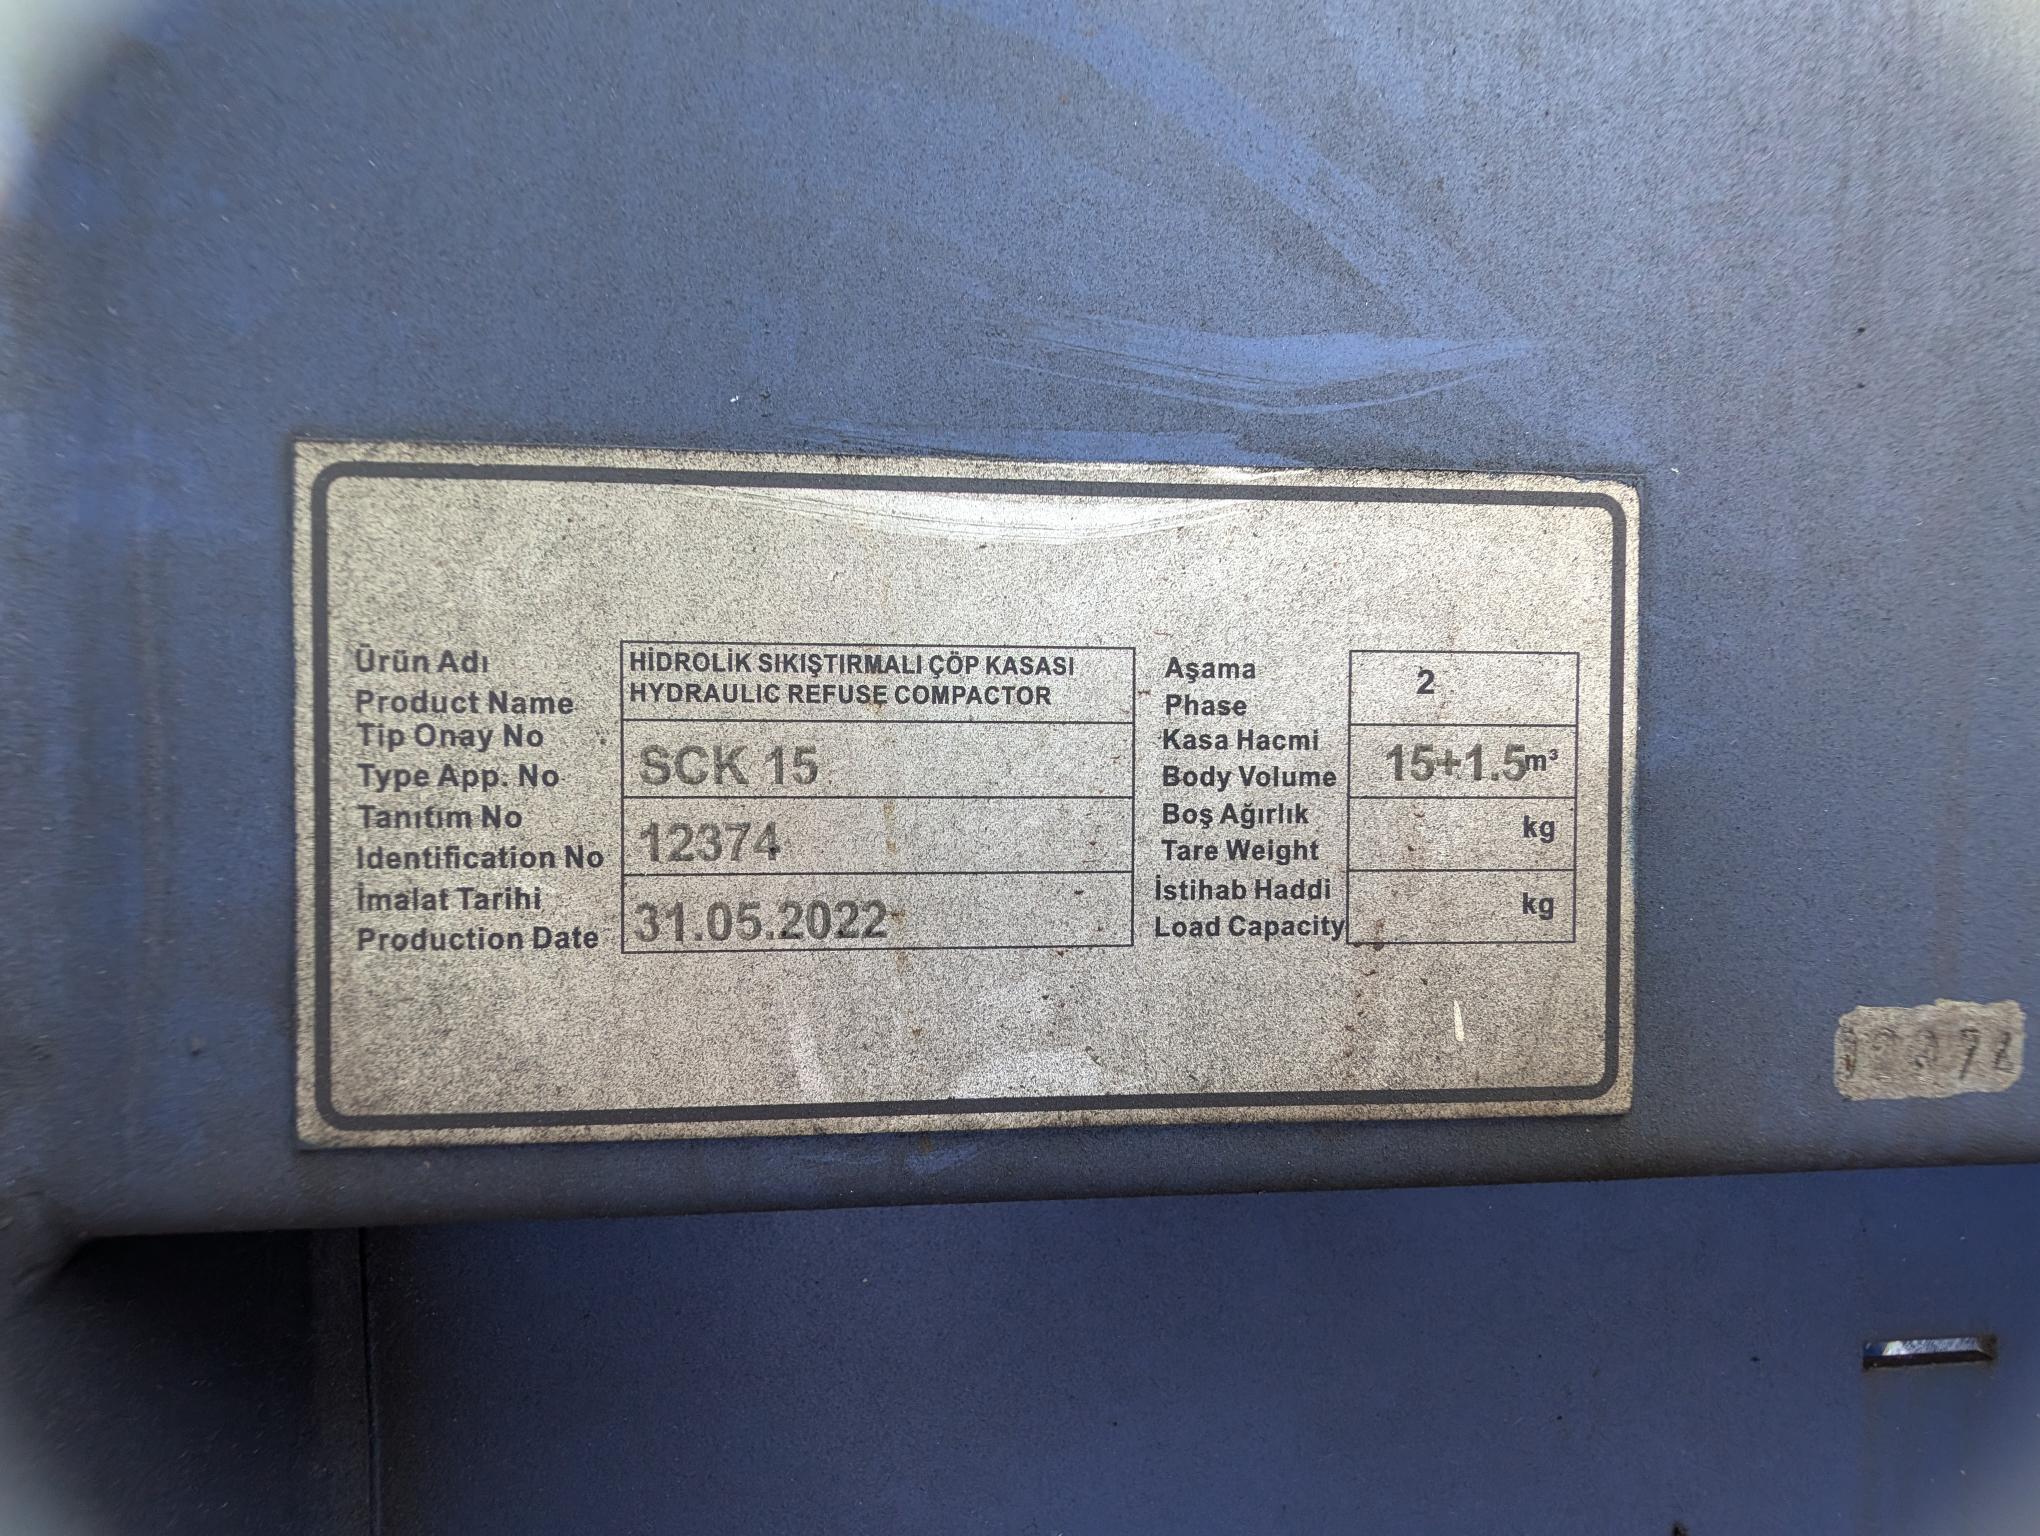 Ürün Adı
Product Name
HİDROLİK SIKIŞTIRMALI ÇÖP KASASI
HYDRAULIC REFUSE COMPACTOR
Tip Onay No
Type App. No
SCK 15
Tanıtım No
Identification No
12374
İmalat Tarihi
Production Date
31.05.2022
Aşama
Phase
2
Kasa Hacmi
Body Volume
15+1.5m³
Boş Ağırlık
Tare Weight
kg
İstihab Haddi
Load Capacity
kg